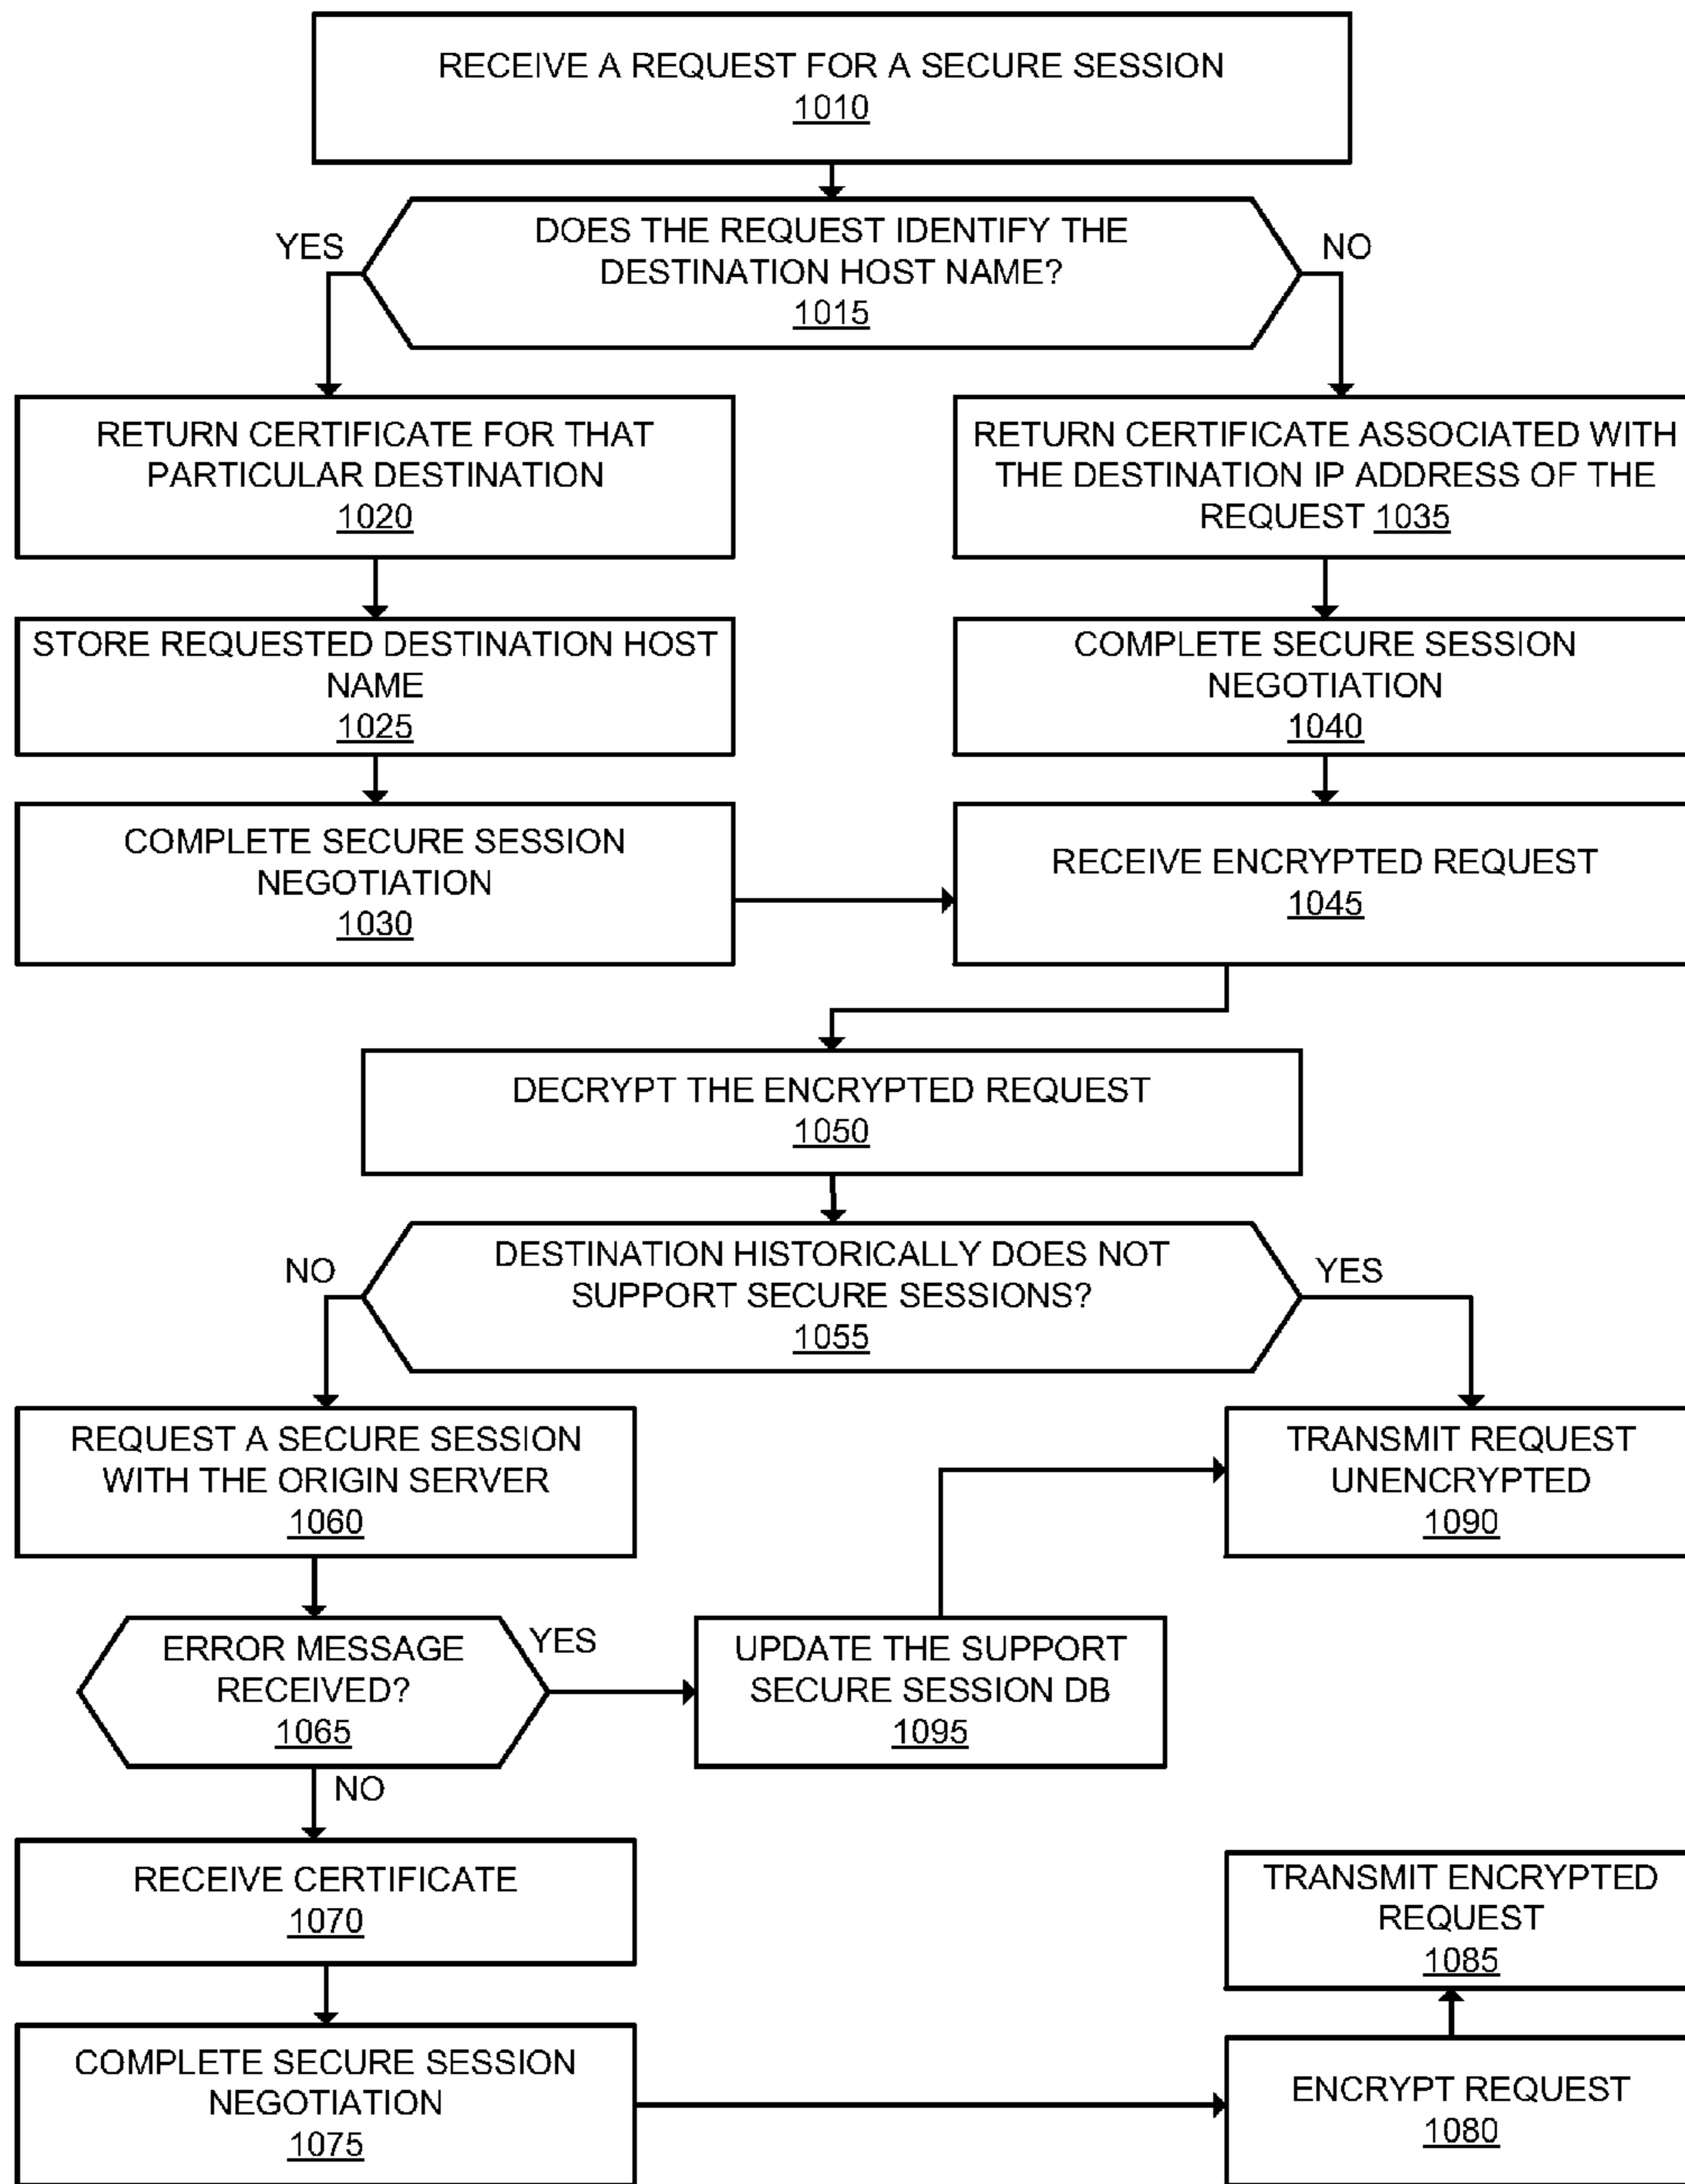 RECEIVE A REQUEST FOR A SECURE SESSION
1010
DOES THE REQUEST IDENTIFY THE
DESTINATION HOST NAME?
1015
YES
NO
RETURN CERTIFICATE FOR THAT
PARTICULAR DESTINATION
1020
RETURN CERTIFICATE ASSOCIATED WITH
THE DESTINATION IP ADDRESS OF THE
REQUEST 1035
STORE REQUESTED DESTINATION HOST
NAME
1025
COMPLETE SECURE SESSION
NEGOTIATION
1040
COMPLETE SECURE SESSION
NEGOTIATION
1030
RECEIVE ENCRYPTED REQUEST
1045
DECRYPT THE ENCRYPTED REQUEST
1050
DESTINATION HISTORICALLY DOES NOT
SUPPORT SECURE SESSIONS?
1055
NO
YES
REQUEST A SECURE SESSION
WITH THE ORIGIN SERVER
1060
TRANSMIT REQUEST
UNENCRYPTED
1090
ERROR MESSAGE
RECEIVED?
1065
YES
UPDATE THE SUPPORT
SECURE SESSION DB
1095
NO
RECEIVE CERTIFICATE
1070
TRANSMIT ENCRYPTED
REQUEST
1085
COMPLETE SECURE SESSION
NEGOTIATION
1075
ENCRYPT REQUEST
1080